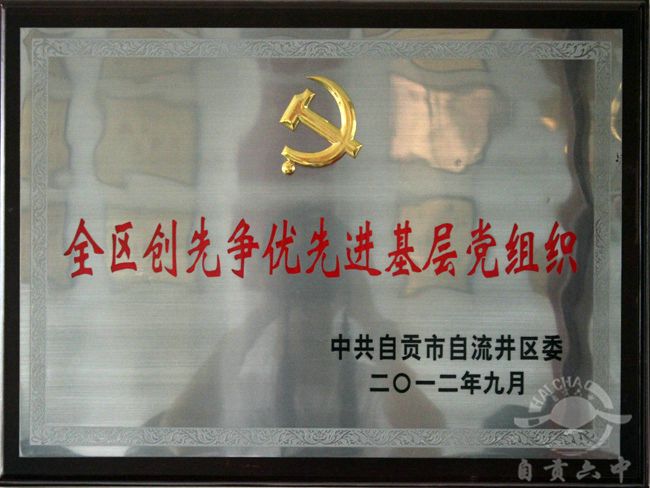 全区创先争优先进基层党组织
中共自贡市自流井区委
二〇一二年九月
自贡六中